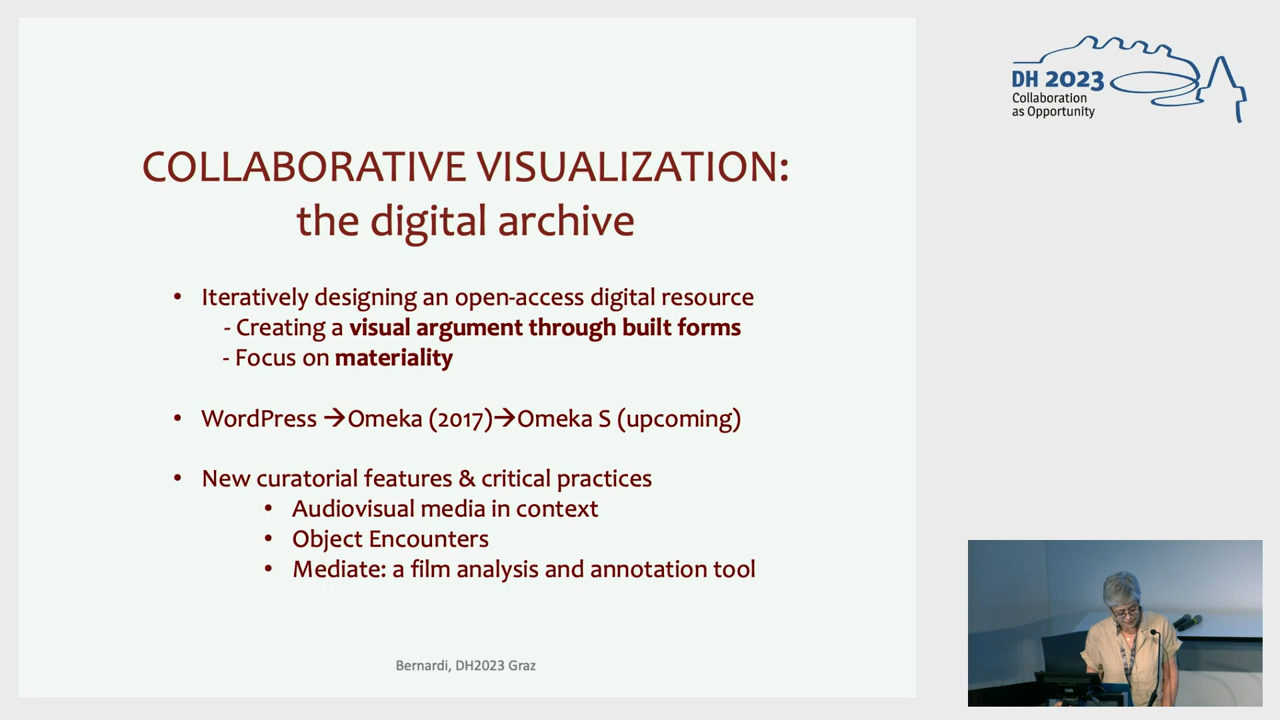 COLLABORATIVE VISUALIZATION:
the digital archive
• Iteratively designing an open-access digital resource
- Creating a visual argument through built forms
- Focus on materiality
• WordPress →Omeka (2017)→Omeka S (upcoming)
• New curatorial features & critical practices
• Audiovisual media in context
• Object Encounters
• Mediate: a film analysis and annotation tool
Bernardi, DH2023 Graz
DH 2023
Collaboration
as Opportunity